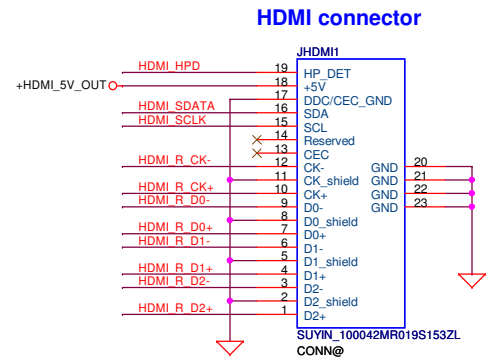 HDMI connector
JHDMI1
HDMI_HPD 19 HP_DET
+HDMI_5V_OUT 18 +5V
17 DDC/CEC_GND
HDMI_SDATA 16 SDA
HDMI_SCLK 15 SCL
14 Reserved
13 CEC
HDMI_R_CK- 12 CK- GND 20
11 CK_shield GND 21
HDMI_R_CK+ 10 CK+ GND 22
HDMI_R_D0- 9 D0- GND 23
8 D0_shield
HDMI_R_D0+ 7 D0+
HDMI_R_D1- 6 D1-
5 D1_shield
HDMI_R_D1+ 4 D1+
HDMI_R_D2- 3 D2-
2 D2_shield
HDMI_R_D2+ 1 D2+
SUYIN_100042MR019S153ZL
CONN@